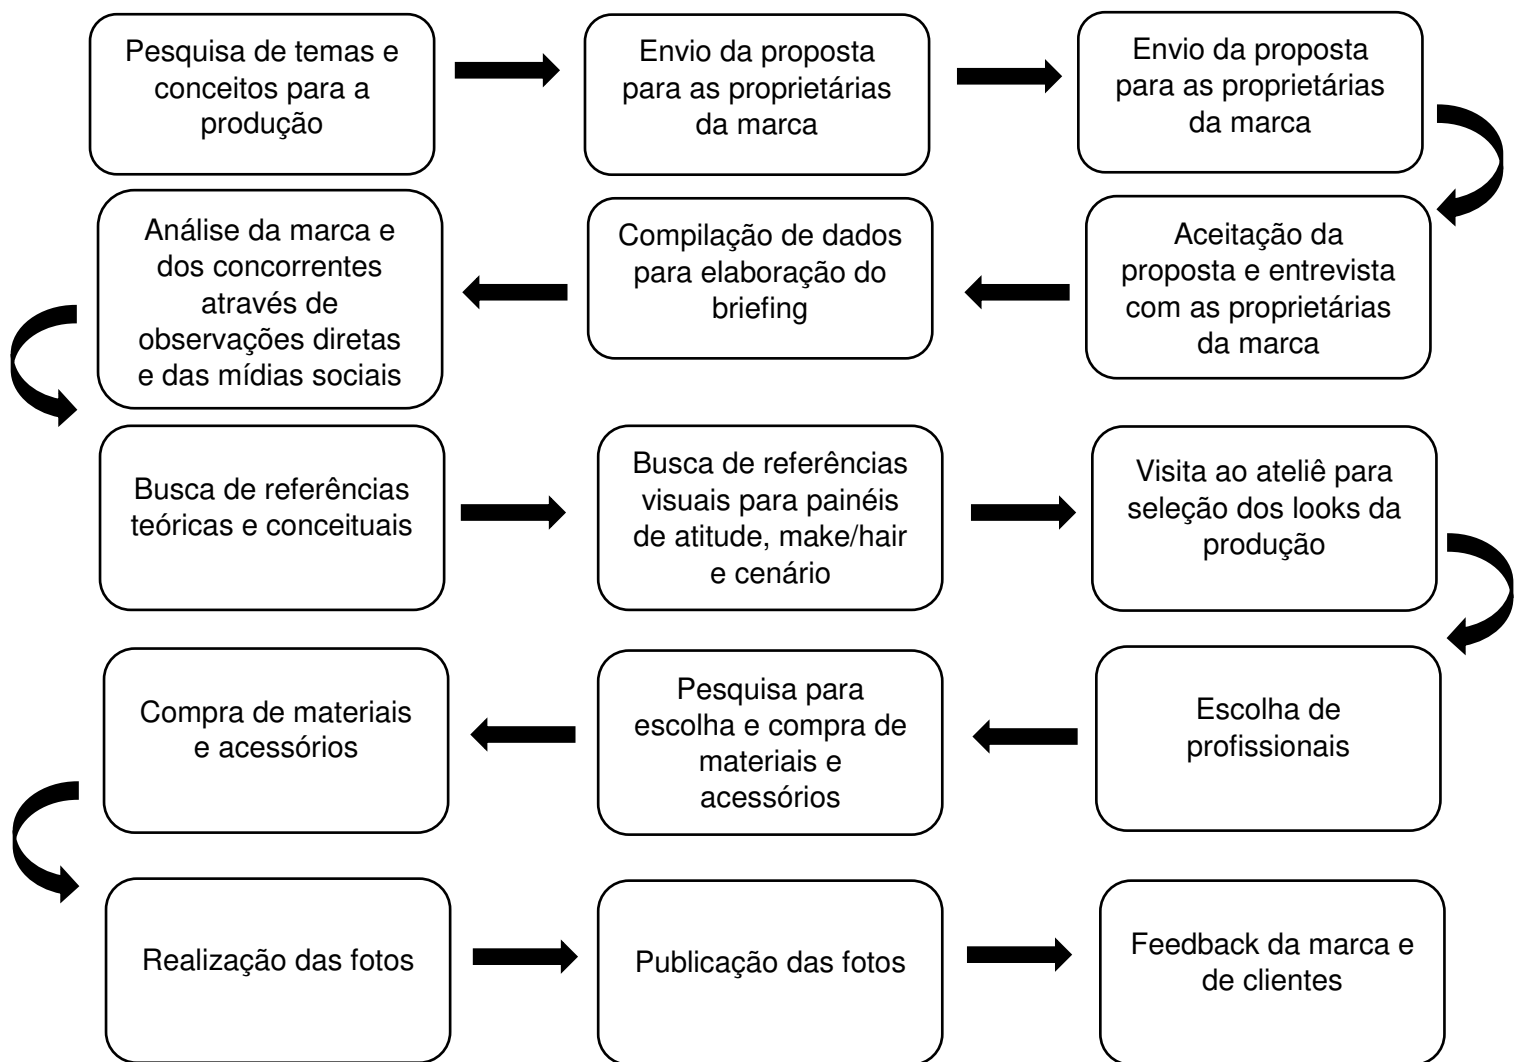 Pesquisa de temas e
conceitos para a
produção
Envio da proposta
para as proprietárias
da marca
Envio da proposta
para as proprietárias
da marca
Aceitação da
proposta e entrevista
com as proprietárias
da marca
Compilação de dados
para elaboração do
briefing
Análise da marca e
dos concorrentes
através de
observações diretas
e das mídias sociais
Busca de referências
teóricas e conceituais
Busca de referências
visuais para painéis
de atitude, make/hair
e cenário
Visita ao ateliê para
seleção dos looks da
produção
Escolha de
profissionais
Pesquisa para
escolha e compra de
materiais e
acessórios
Compra de materiais
e acessórios
Realização das fotos
Publicação das fotos
Feedback da marca e
de clientes